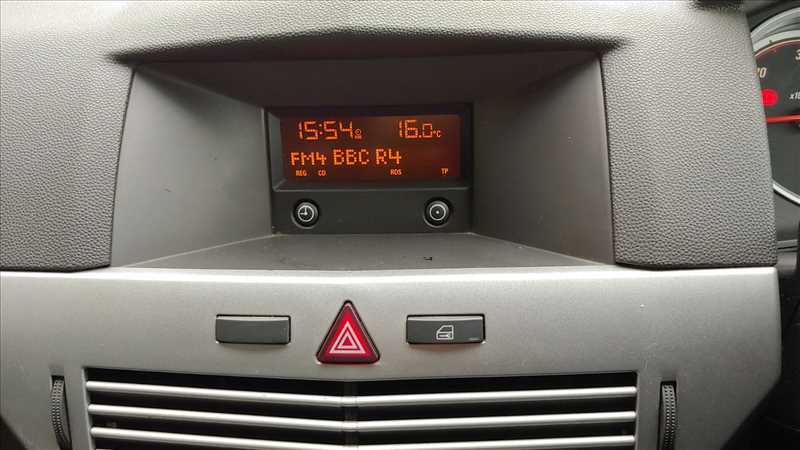 15:54 16.0°C
FM4 BBC R4
REG CD RDS TP